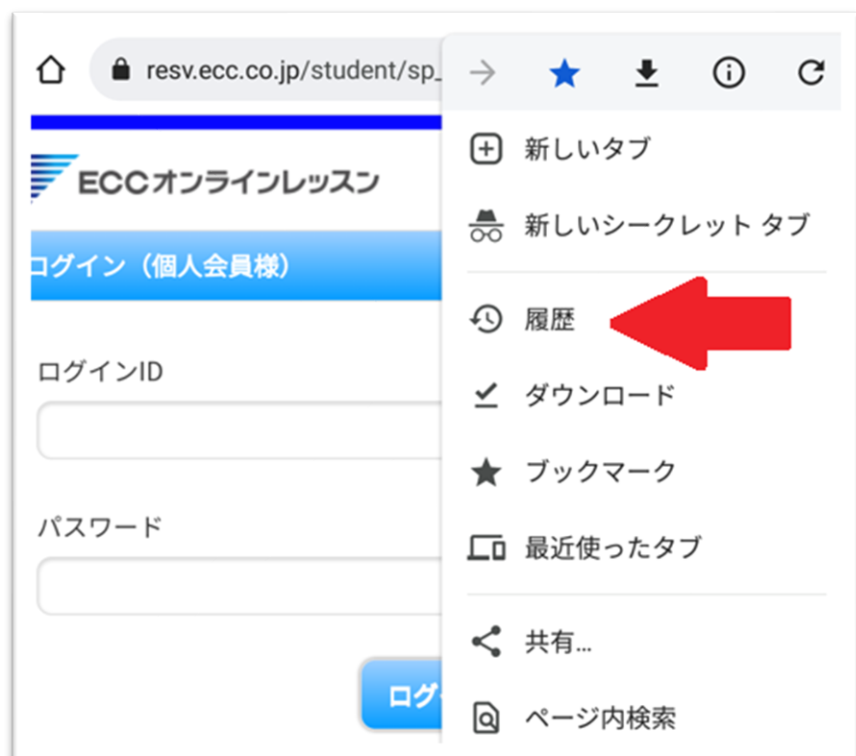 resv.ecc.co.jp/student/sp_
ECCオンラインレッスン
ログイン（個人会員様）
ログインID
パスワード
ログ
新しいタブ
新しいシークレット タブ
履歴
ダウンロード
ブックマーク
最近使ったタブ
共有...
ページ内検索